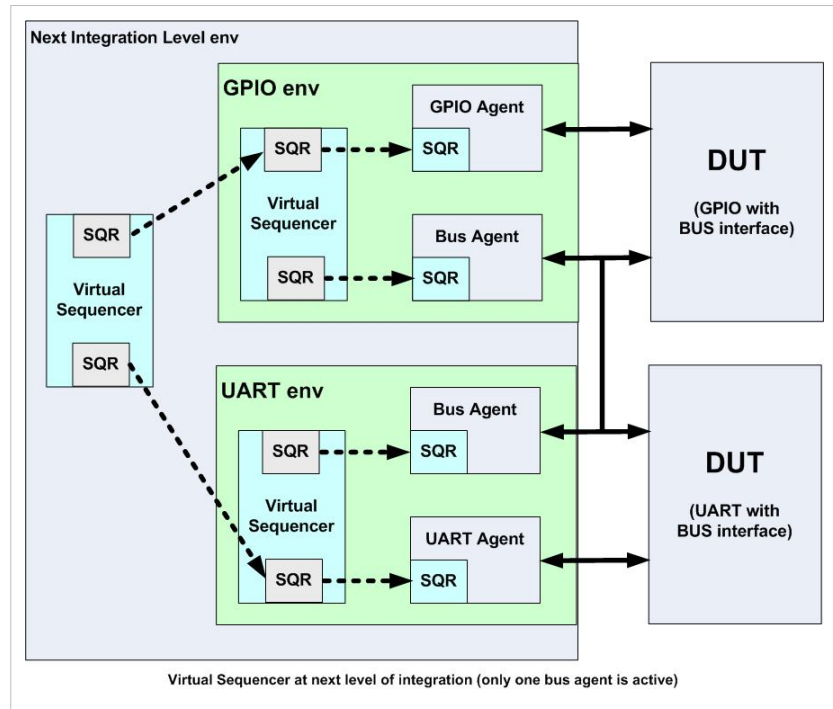 Next Integration Level env
GPIO env
GPIO Agent
SQR
SQR
Virtual
Sequencer
SQR
Bus Agent
SQR
DUT
(GPIO with
BUS interface)
SQR
Virtual
Sequencer
SQR
UART env
Bus Agent
SQR
SQR
Virtual
Sequencer
SQR
UART Agent
SQR
DUT
(UART with
BUS interface)
Virtual Sequencer at next level of integration (only one bus agent is active)